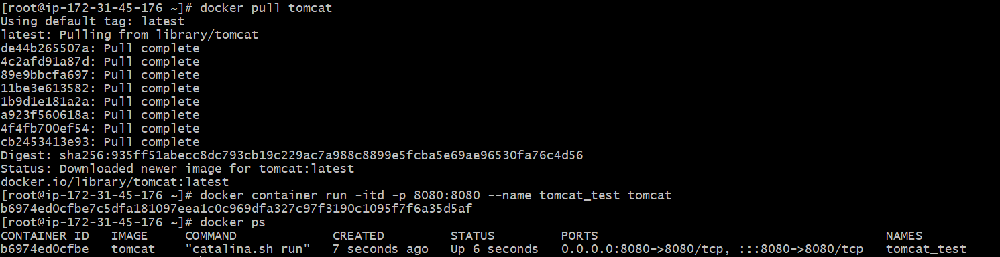 [root@ip-172-31-45-176 ~]# docker pull tomcat
Using default tag: latest
latest: Pulling from library/tomcat
de44b265507a: Pull complete
4c2afd91a87d: Pull complete
89e9bbcfa697: Pull complete
11be3e613582: Pull complete
1b9d1e181a2a: Pull complete
a923f560618a: Pull complete
4f4fb700ef54: Pull complete
cb2453413e93: Pull complete
Digest: sha256:935ff51abecc8dc793cb19c229ac7a988c8899e5fcba5e69ae96530fa76c4d56
Status: Downloaded newer image for tomcat:latest
docker.io/library/tomcat:latest
[root@ip-172-31-45-176 ~]# docker container run -itd -p 8080:8080 --name tomcat_test tomcat
b6974ed0cfbe7c5dfa181097eea1c0c969dfa327c97f3190c1095f7f6a35d5af
[root@ip-172-31-45-176 ~]# docker ps
CONTAINER ID   IMAGE     COMMAND             CREATED         STATUS         PORTS                                       NAMES
b6974ed0cfbe   tomcat    "catalina.sh run"   7 seconds ago   Up 6 seconds   0.0.0.0:8080->8080/tcp, :::8080->8080/tcp   tomcat_test